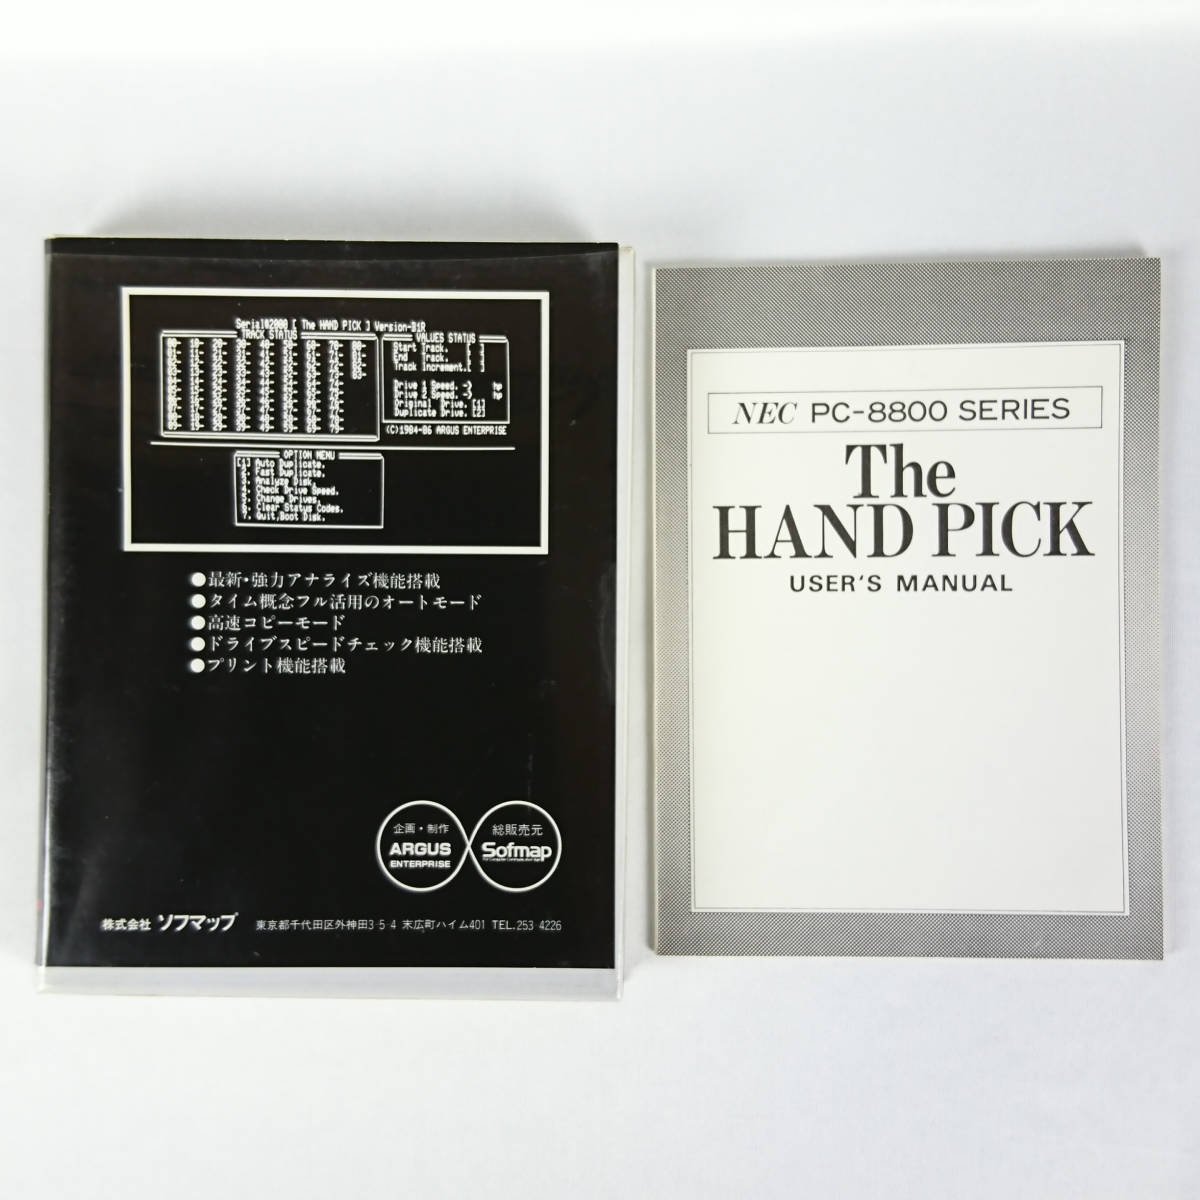 Serial@2000 [ The HAND PICK ] Version-B1R
TRACK STATUS
VALUES STATUS
Start Track. [ ]
End Track. [ ]
Track Increment.[ ]
Drive 1 Speed. -> hp
Drive 2 Speed. -> hp
Original Drive. [1]
Duplicate Drive. [2]
(C)1984-86 ARGUS ENTERPRISE
OPTION MENU
[1] Auto Duplicate.
2. Fast Duplicate.
3. Analyze Disk.
4. Check Drive Speed.
5. Change Drives.
6. Clear Status Codes.
7. Quit,Boot Disk.
●最新・強力アナライズ機能搭載
●タイム概念フル活用のオートモード
●高速コピーモード
●ドライブスピードチェック機能搭載
●プリント機能搭載
企画・制作
ARGUS
ENTERPRISE
総販売元
Sofmap
株式会社 ソフマップ 東京都千代田区外神田3-5-4 末広町ハイム401 TEL.253-4226
NEC PC-8800 SERIES
The
HAND PICK
USER'S MANUAL